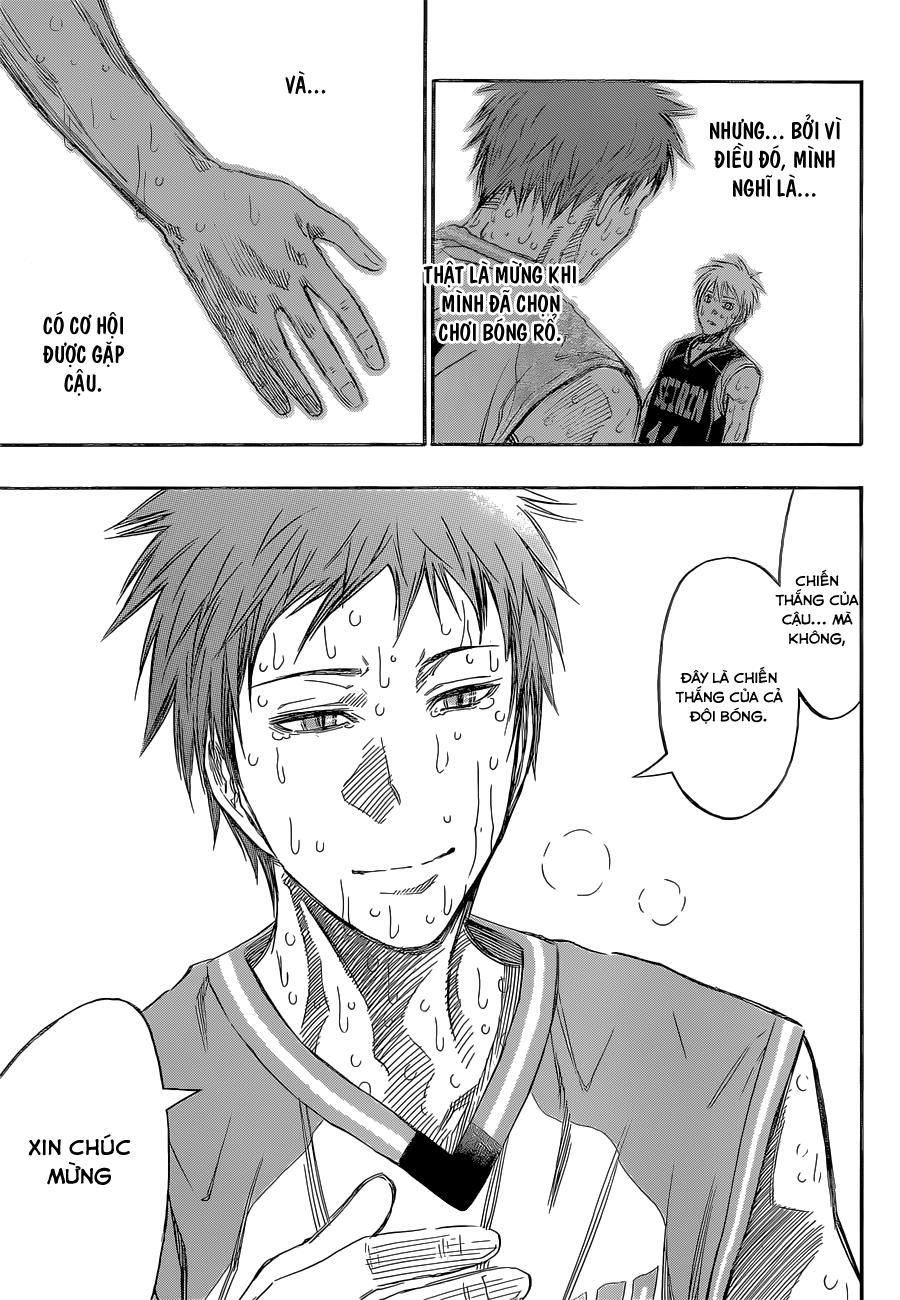 NHƯNG... BỞI VÌ
ĐIỀU ĐÓ, MÌNH
NGHĨ LÀ...
THẬT LÀ MỪNG KHI
MÌNH ĐÃ CHỌN
CHƠI BÓNG RỔ.
SEIRIN
11
VÀ...
CÓ CƠ HỘI
ĐƯỢC GẶP
CẬU.
CHIẾN
THẮNG CỦA
CẬU... MÀ
KHÔNG,
ĐÂY LÀ CHIẾN
THẮNG CỦA CẢ
ĐỘI BÓNG.
XIN CHÚC
MỪNG